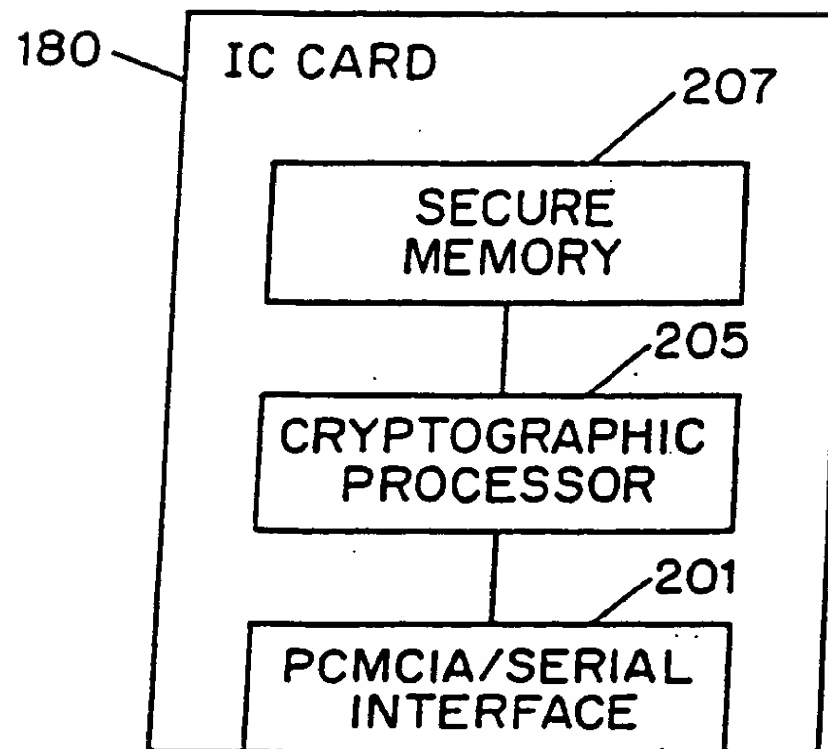 180
IC CARD
207
SECURE
MEMORY
205
CRYPTOGRAPHIC
PROCESSOR
201
PCMCIA/SERIAL
INTERFACE